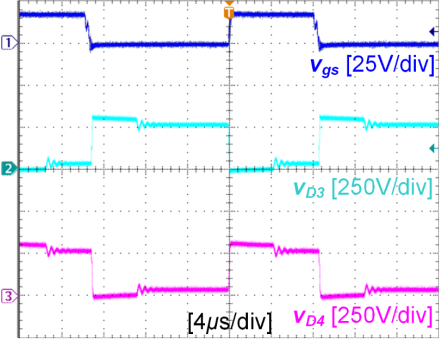 T
1
vgs [25V/div]
2
vD3 [250V/div]
3
[4µs/div]
vD4 [250V/div]